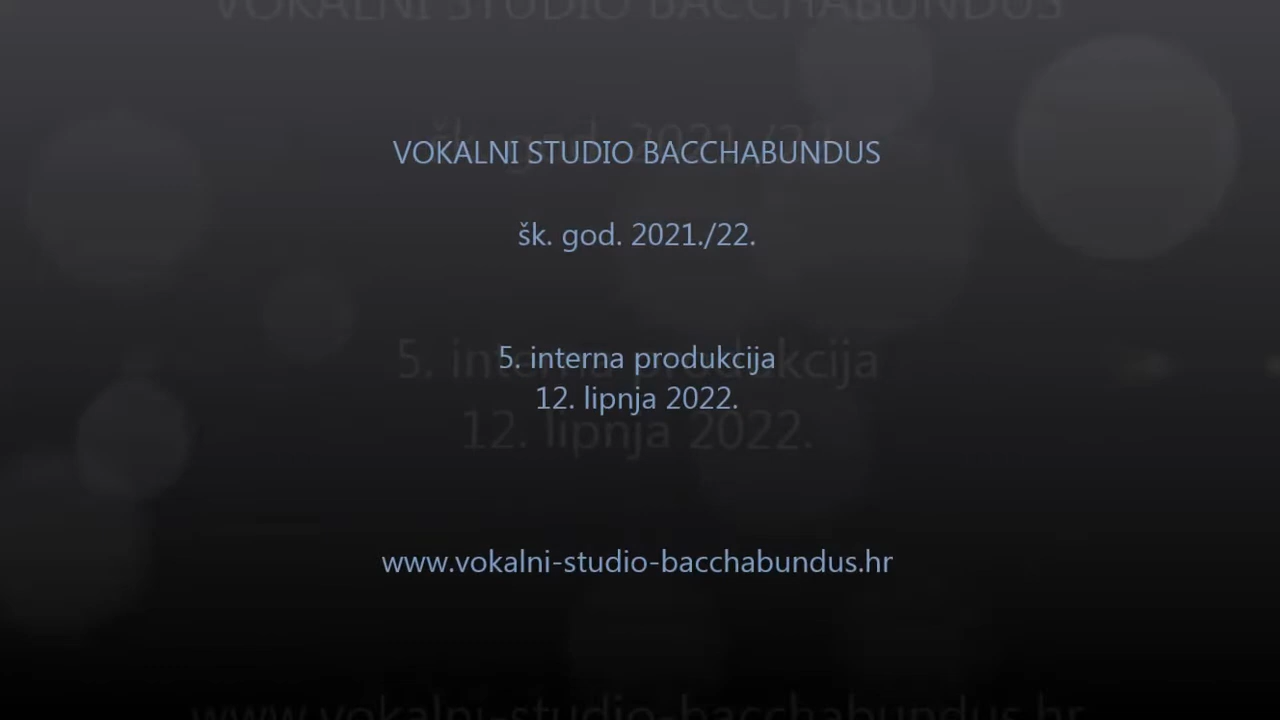 VOKALNI STUDIO BACCHABUNDUS
šk. god. 2021./22.
5. interna produkcija
12. lipnja 2022.
www.vokalni-studio-bacchabundus.hr